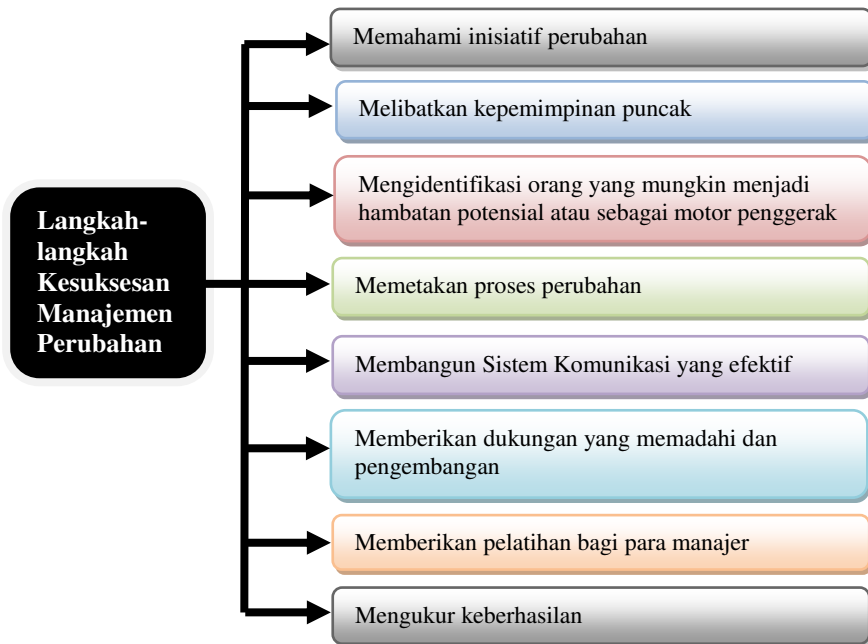 Memahami inisiatif perubahan
Melibatkan kepemimpinan puncak
Mengidentifikasi orang yang mungkin menjadi
hambatan potensial atau sebagai motor penggerak
Langkah-
langkah
Kesuksesan
Manajemen
Perubahan
Memetakan proses perubahan
Membangun Sistem Komunikasi yang efektif
Memberikan dukungan yang memadahi dan
pengembangan
Memberikan pelatihan bagi para manajer
Mengukur keberhasilan